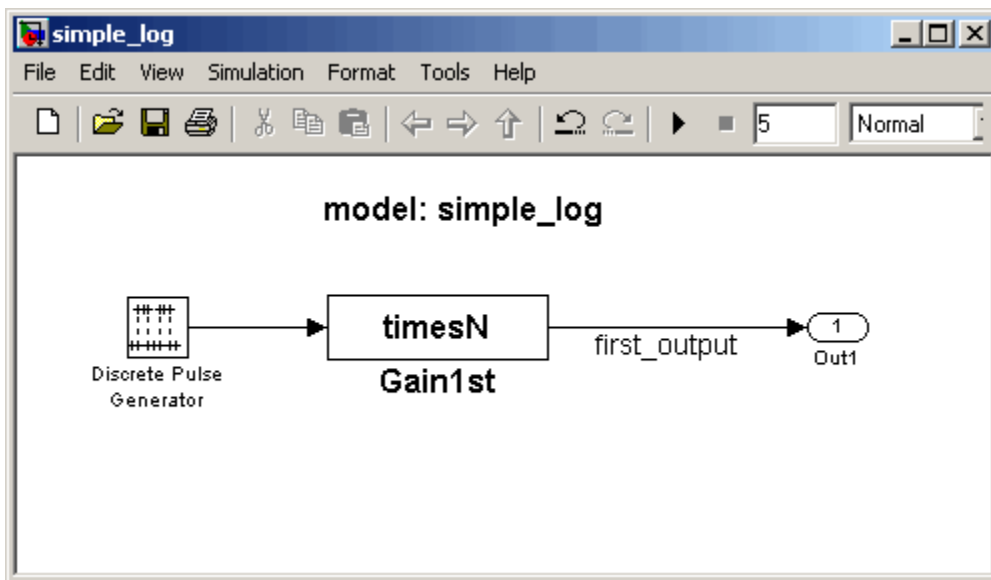 simple_log
File Edit View Simulation Format Tools Help
5 Normal
model: simple_log
timesN
first_output
1
Discrete Pulse
Generator
Gain1st
Out1